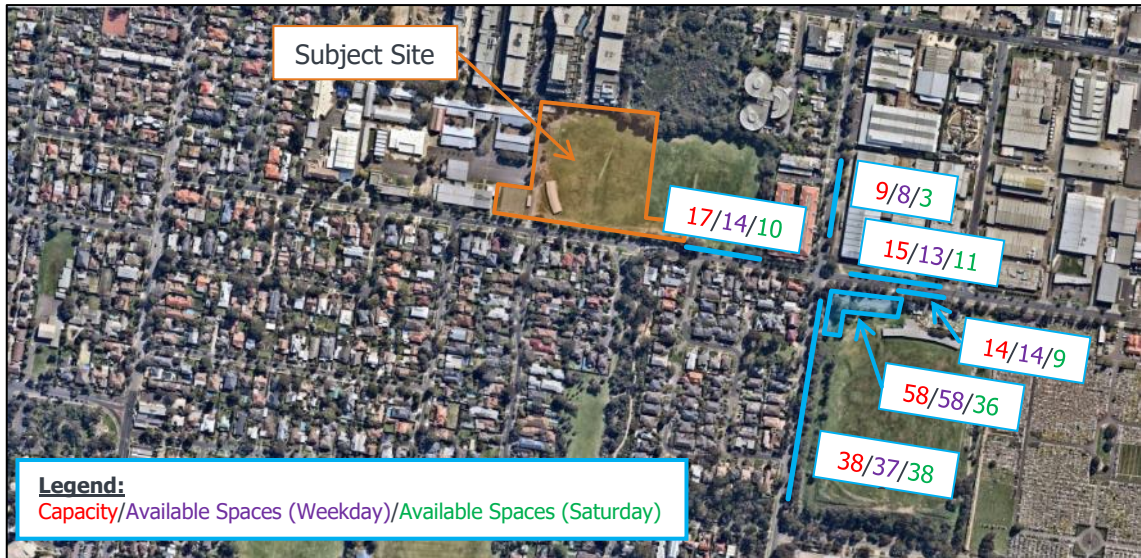 Subject Site
9/8/3
17/14/10
15/13/11
14/14/9
58/58/36
38/37/38
Legend:
Capacity/Available Spaces (Weekday)/Available Spaces (Saturday)